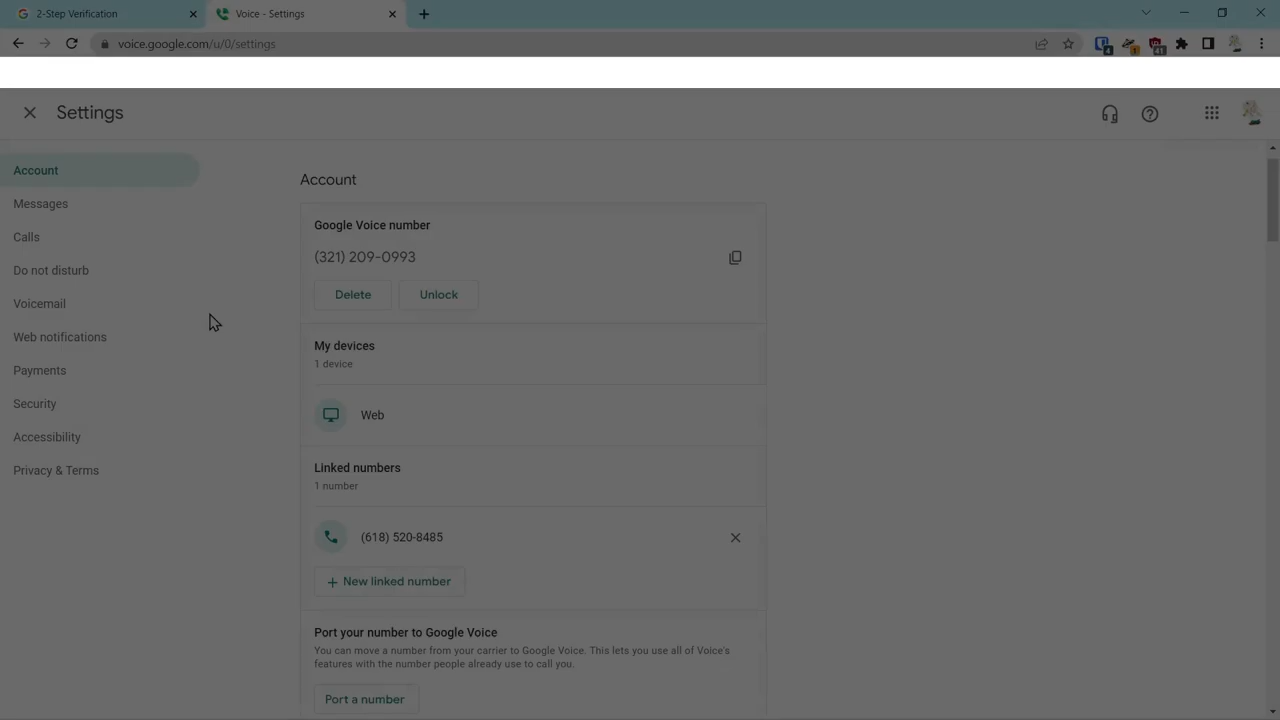 2-Step Verification
Voice - Settings
voice.google.com/u/0/settings
4
1
41
Settings
Account
Messages
Calls
Do not disturb
Voicemail
Web notifications
Payments
Security
Accessibility
Privacy & Terms
Account
Google Voice number
(321) 209-0993
Delete
Unlock
My devices
1 device
Web
Linked numbers
1 number
(618) 520-8485
+ New linked number
Port your number to Google Voice
You can move a number from your carrier to Google Voice. This lets you use all of Voice's
features with the number people already use to call you.
Port a number